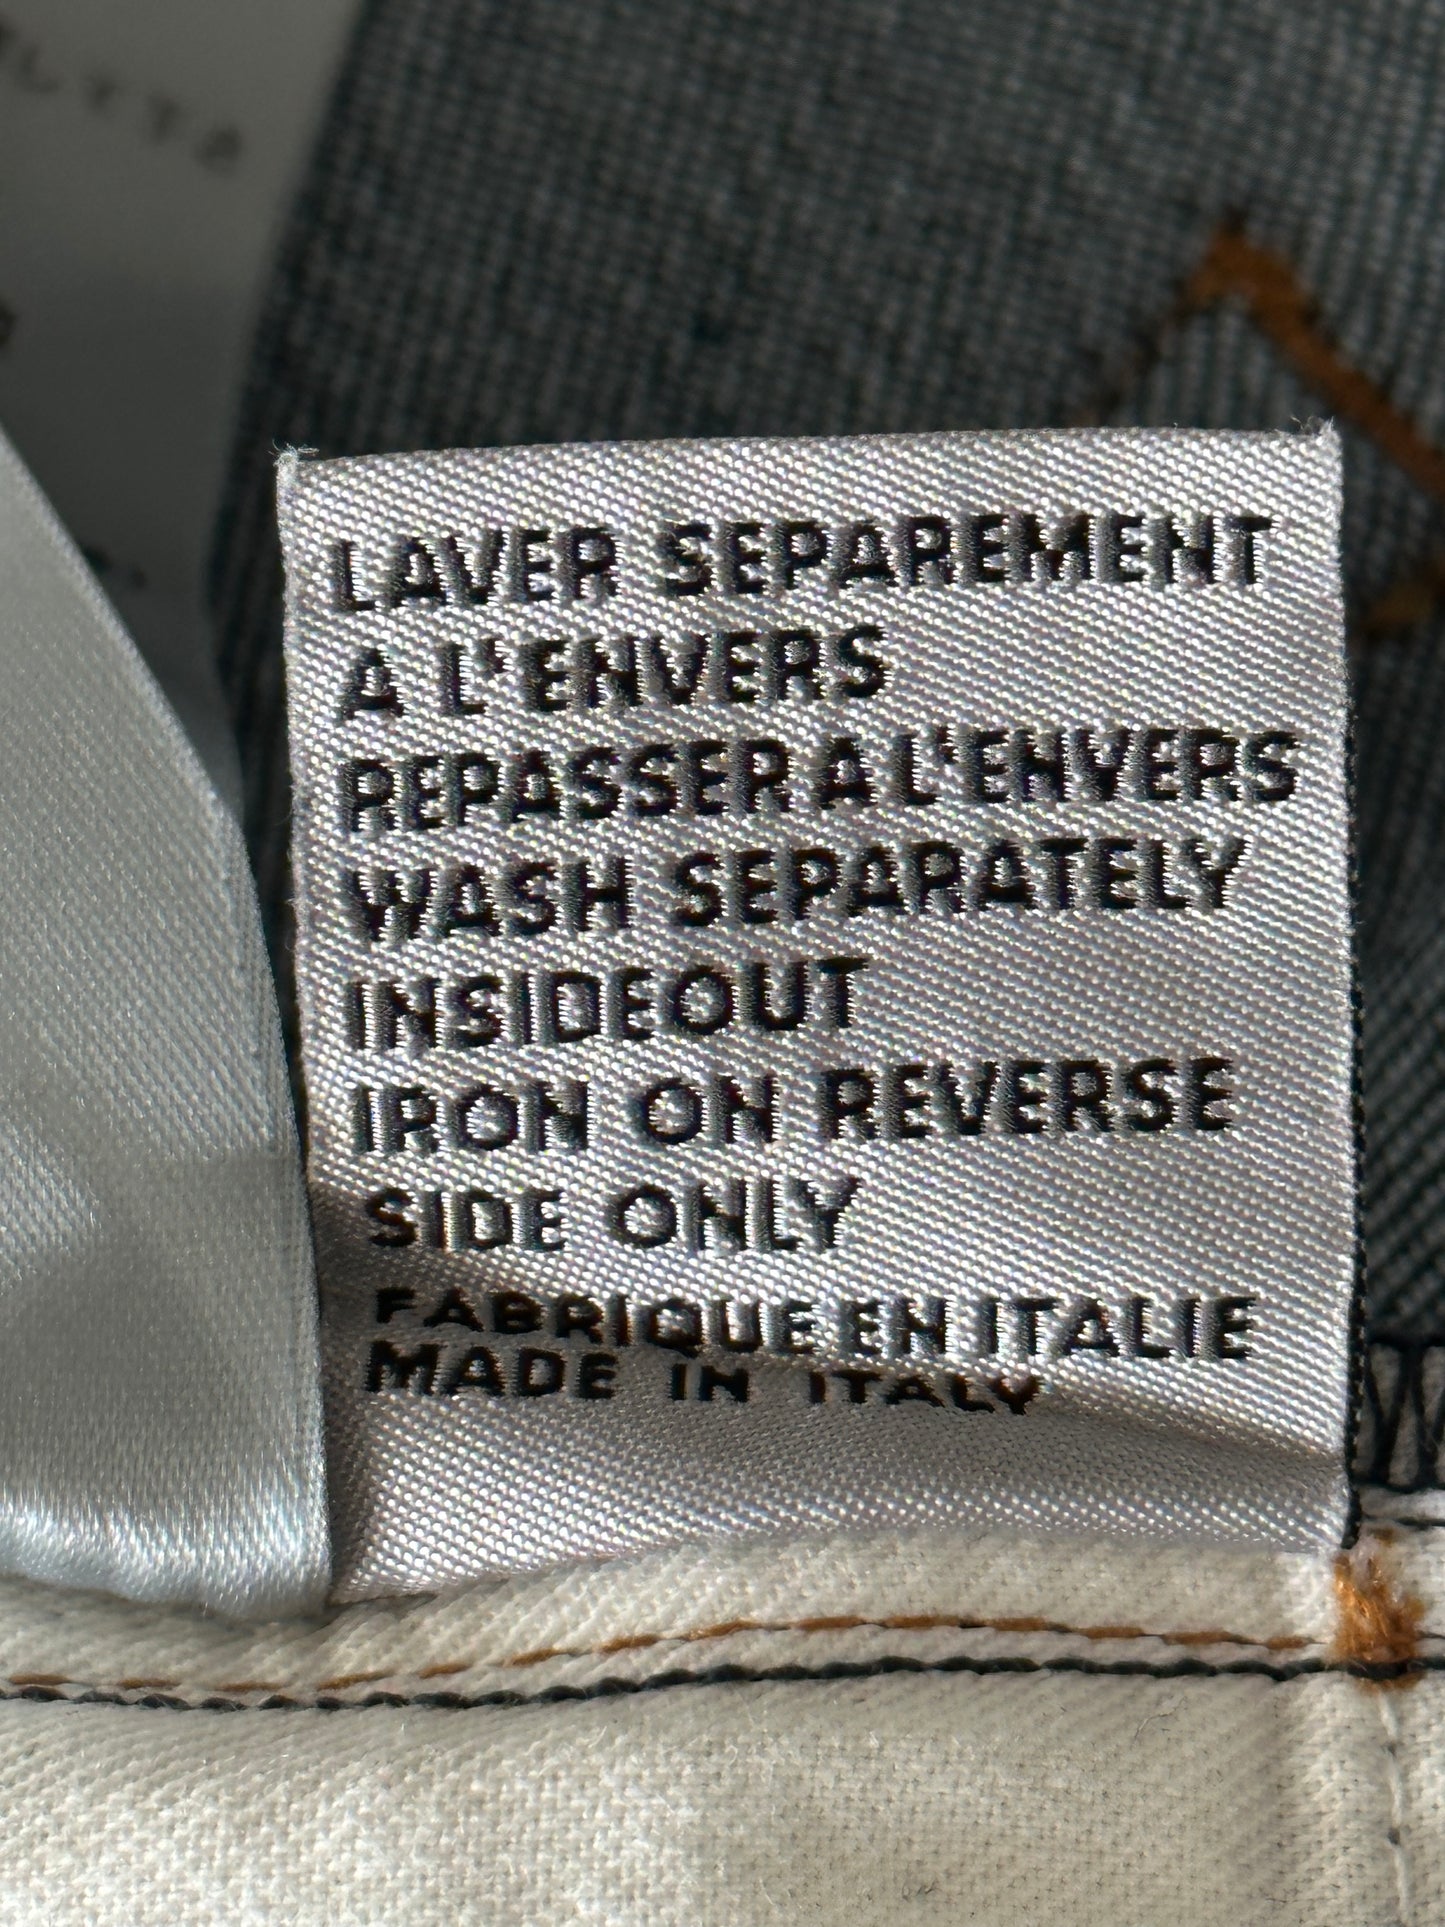 LAVER SEPAREMENT
A L'ENVERS
REPASSER A L'ENVERS
WASH SEPARATELY
INSIDEOUT
IRON ON REVERSE
SIDE ONLY
FABRIQUE EN ITALIE
MADE IN ITALY